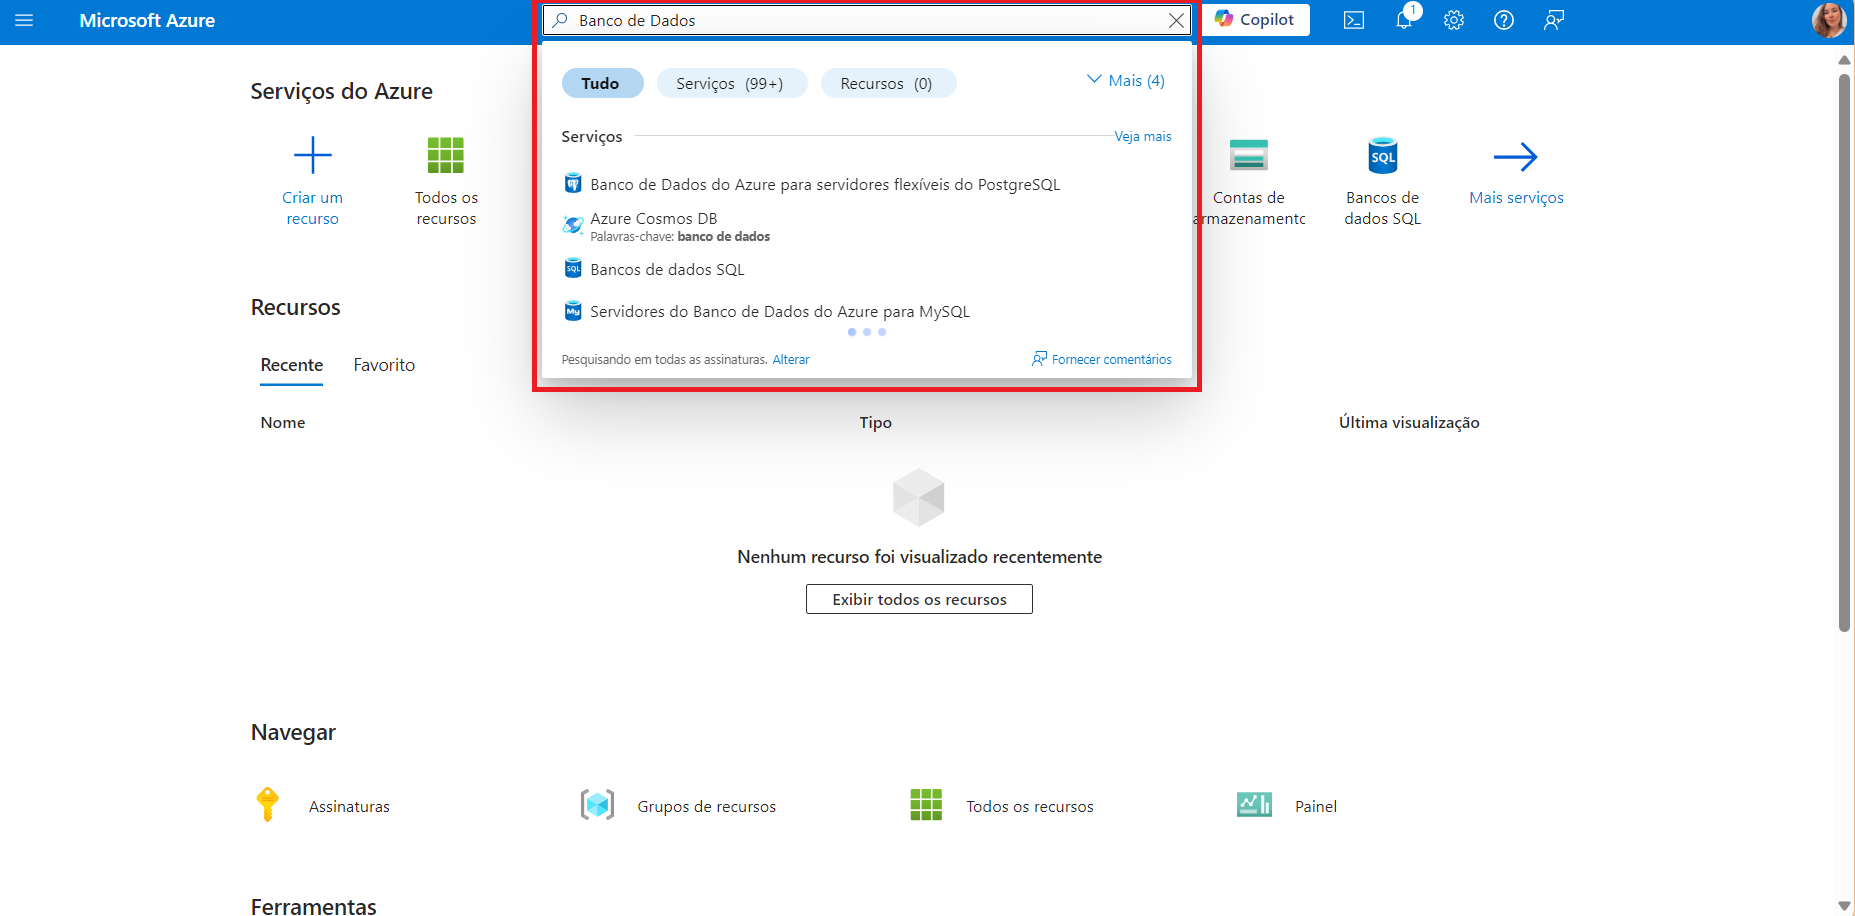 Microsoft Azure
Banco de Dados
Copilot
1
Tudo
Serviços (99+)
Recursos (0)
Mais (4)
Serviços
Veja mais
Banco de Dados do Azure para servidores flexíveis do PostgreSQL
Azure Cosmos DB
Palavras-chave: banco de dados
SQL
Bancos de dados SQL
My
Servidores do Banco de Dados do Azure para MySQL
Pesquisando em todas as assinaturas. Alterar
Fornecer comentários
Serviços do Azure
Criar um
recurso
Todos os
recursos
Contas de
armazenamento
SQL
Bancos de
dados SQL
Mais serviços
Recursos
Recente
Favorito
Nome
Tipo
Última visualização
Nenhum recurso foi visualizado recentemente
Exibir todos os recursos
Navegar
Assinaturas
Grupos de recursos
Todos os recursos
Painel
Ferramentas